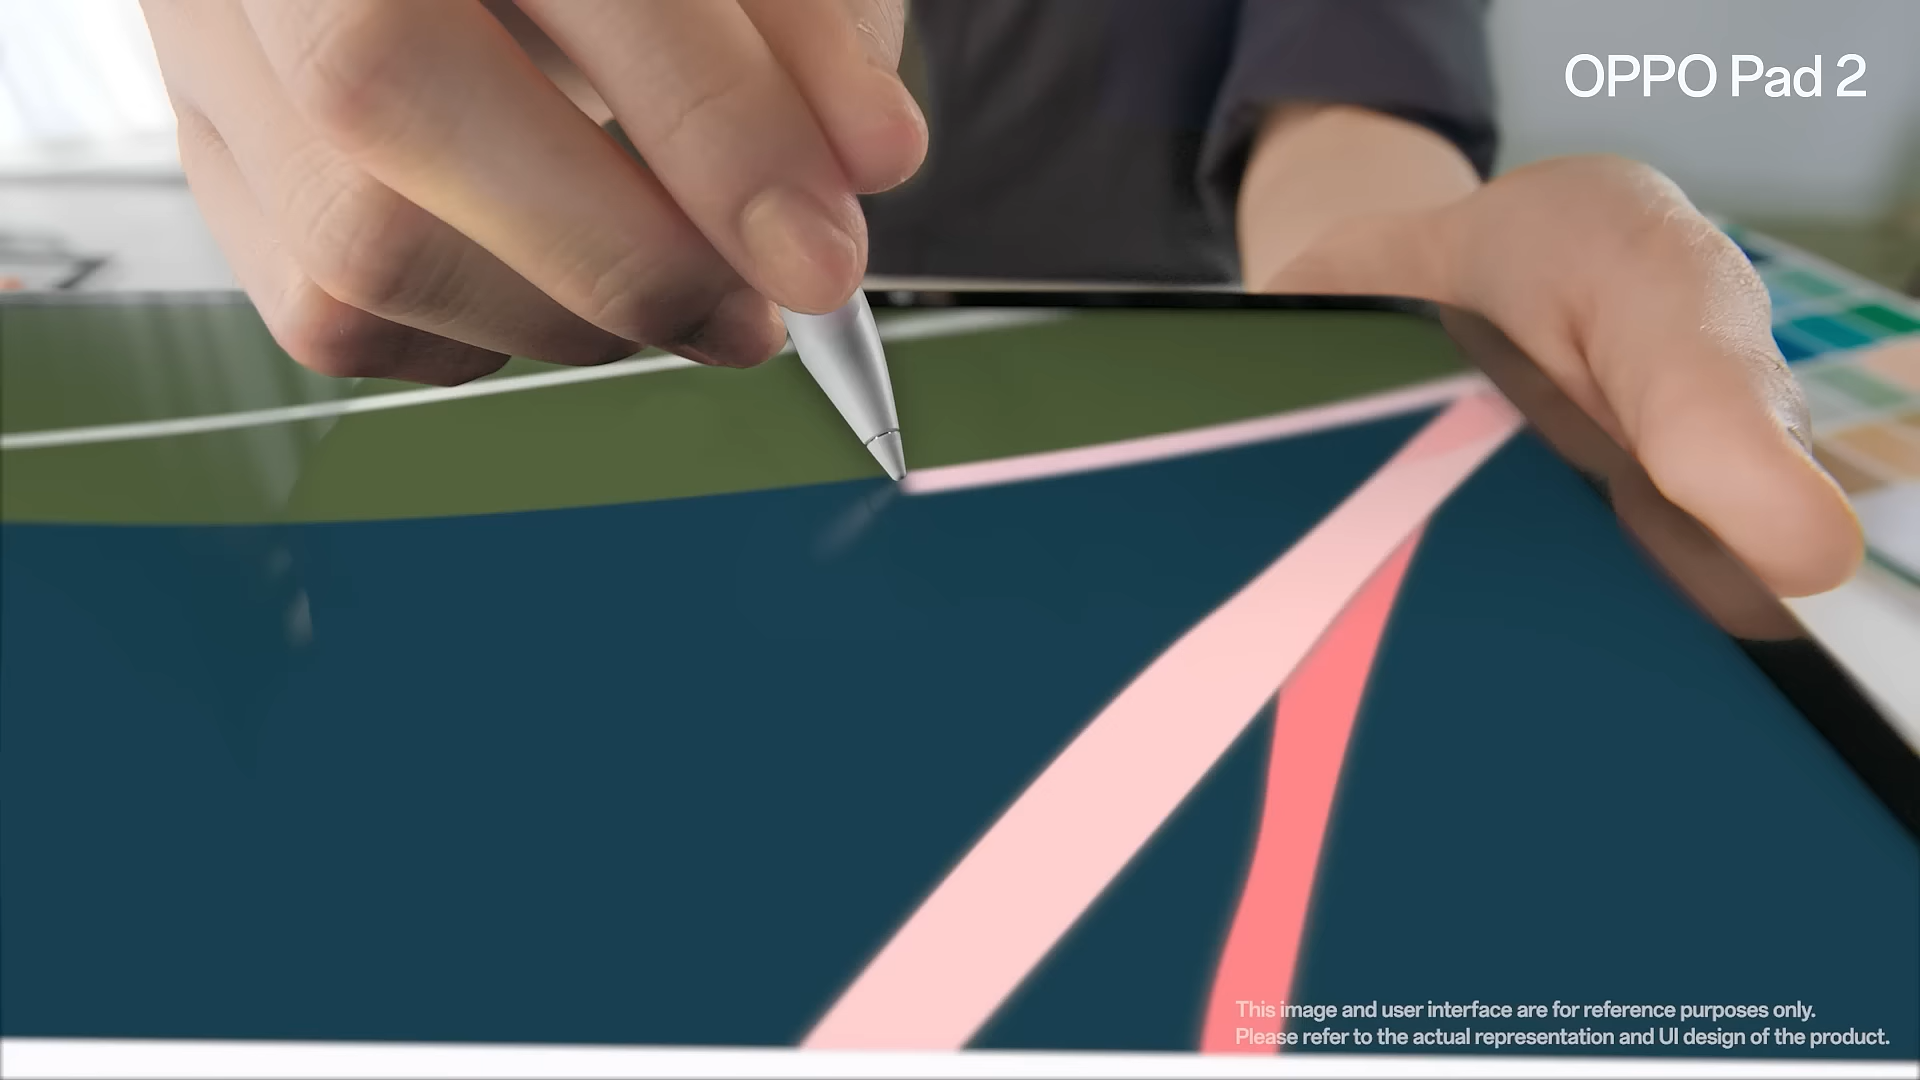 OPPO Pad 2
This image and user interface are for reference purposes only.
Please refer to the actual representation and UI design of the product.